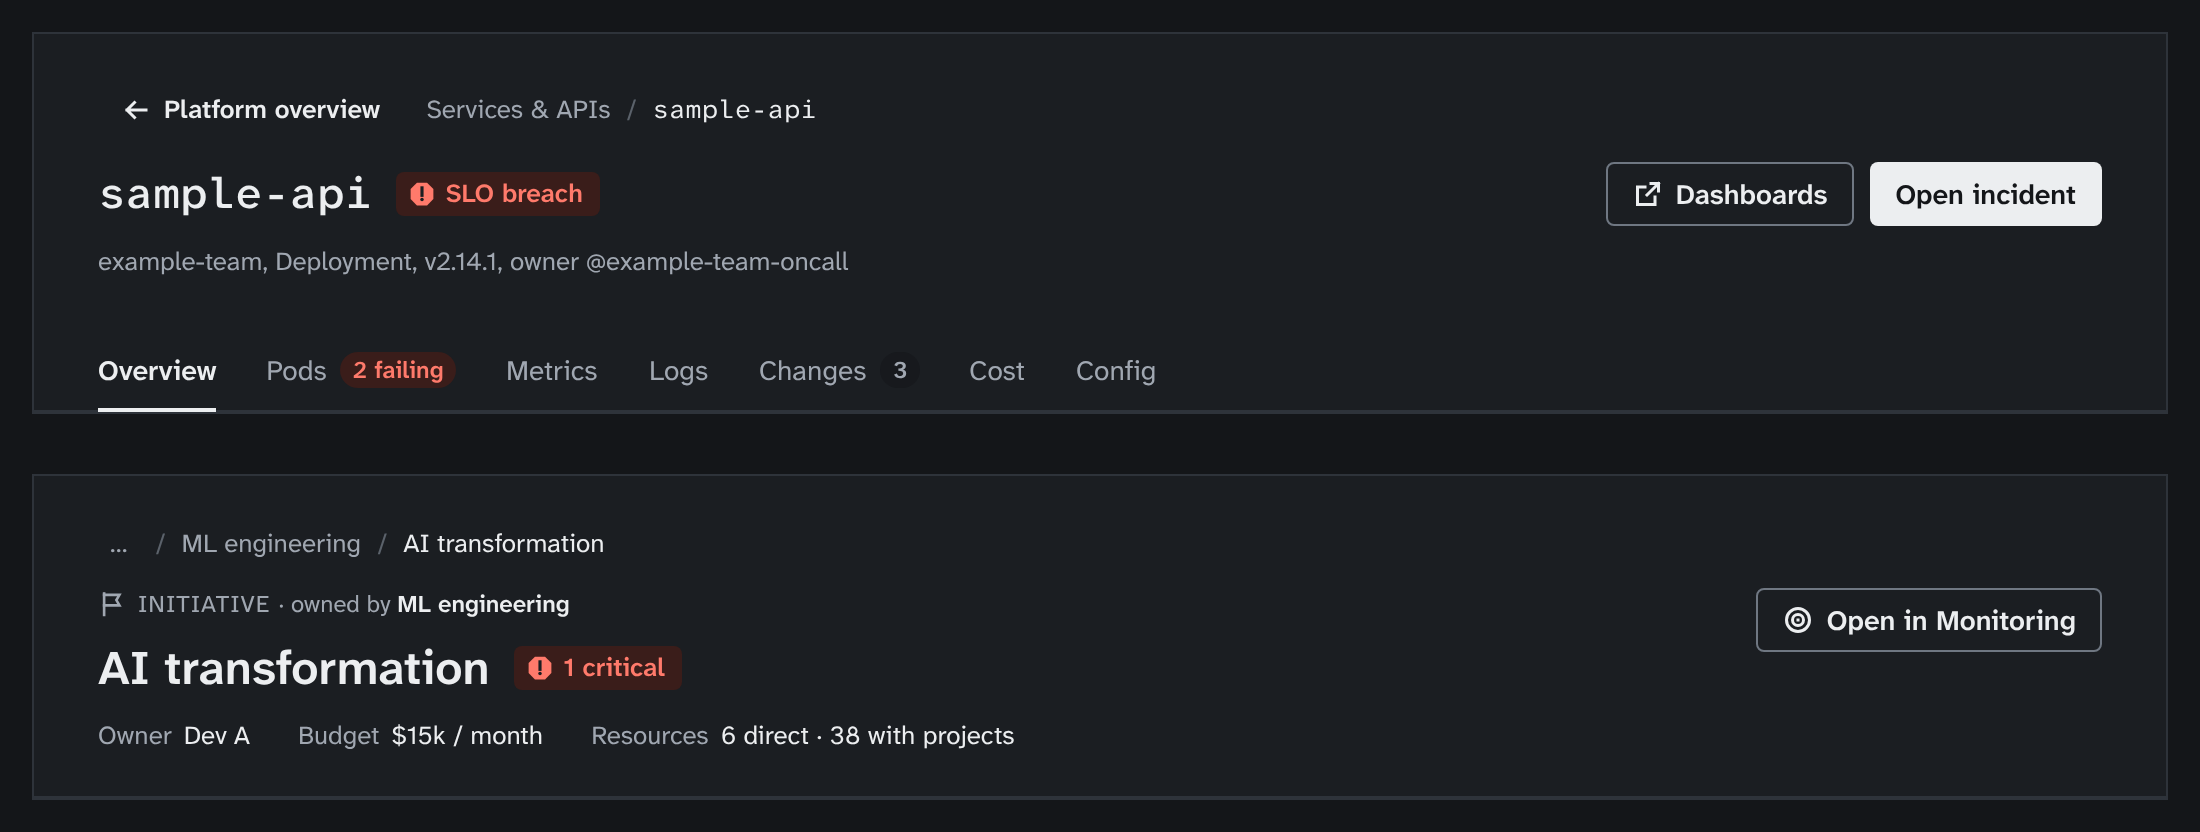 Platform overview Services & APIs / sample-api
sample-api SLO breach Dashboards Open incident
example-team, Deployment, v2.14.1, owner @example-team-oncall
Overview Pods 2 failing Metrics Logs Changes 3 Cost Config
... / ML engineering / AI transformation
INITIATIVE · owned by ML engineering
Open in Monitoring
AI transformation 1 critical
Owner Dev A Budget $15k / month Resources 6 direct · 38 with projects